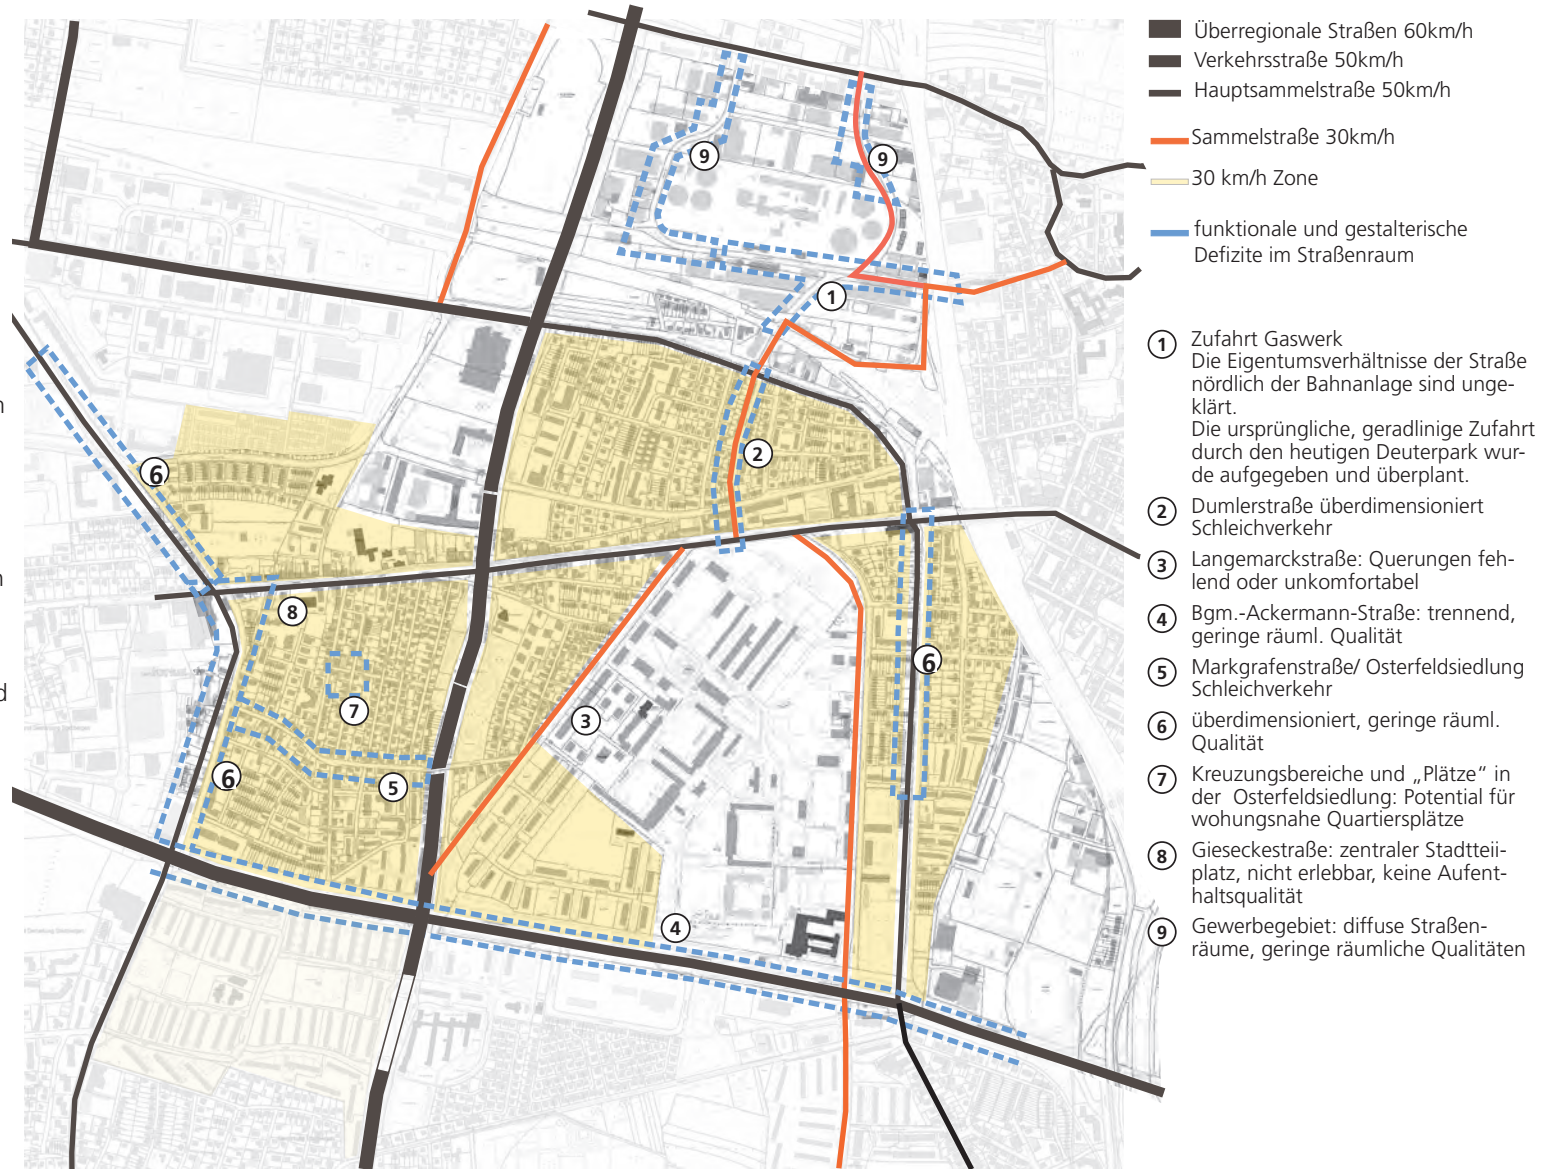 Überregionale Straßen 60km/h
Verkehrsstraße 50km/h
Hauptsammelstraße 50km/h
Sammelstraße 30km/h
30 km/h Zone
funktionale und gestalterische
Defizite im Straßenraum
1 Zufahrt Gaswerk
Die Eigentumsverhältnisse der Straße
nördlich der Bahnanlage sind unge-
klärt.
Die ursprüngliche, geradlinige Zufahrt
durch den heutigen Deuterpark wur-
de aufgegeben und überplant.
2 Dumlerstraße überdimensioniert
Schleichverkehr
3 Langemarckstraße: Querungen feh-
lend oder unkomfortabel
4 Bgm.-Ackermann-Straße: trennend,
geringe räuml. Qualität
5 Markgrafenstraße/ Osterfeldsiedlung
Schleichverkehr
6 überdimensioniert, geringe räuml.
Qualität
7 Kreuzungsbereiche und „Plätze“ in
der Osterfeldsiedlung: Potential für
wohungsnahe Quartiersplätze
8 Gieseckestraße: zentraler Stadtteil-
platz, nicht erlebbar, keine Aufent-
haltsqualität
9 Gewerbegebiet: diffuse Straßen-
räume, geringe räumliche Qualitäten
9
9
1
2
6
8
6
7
3
5
6
4
n
n
d